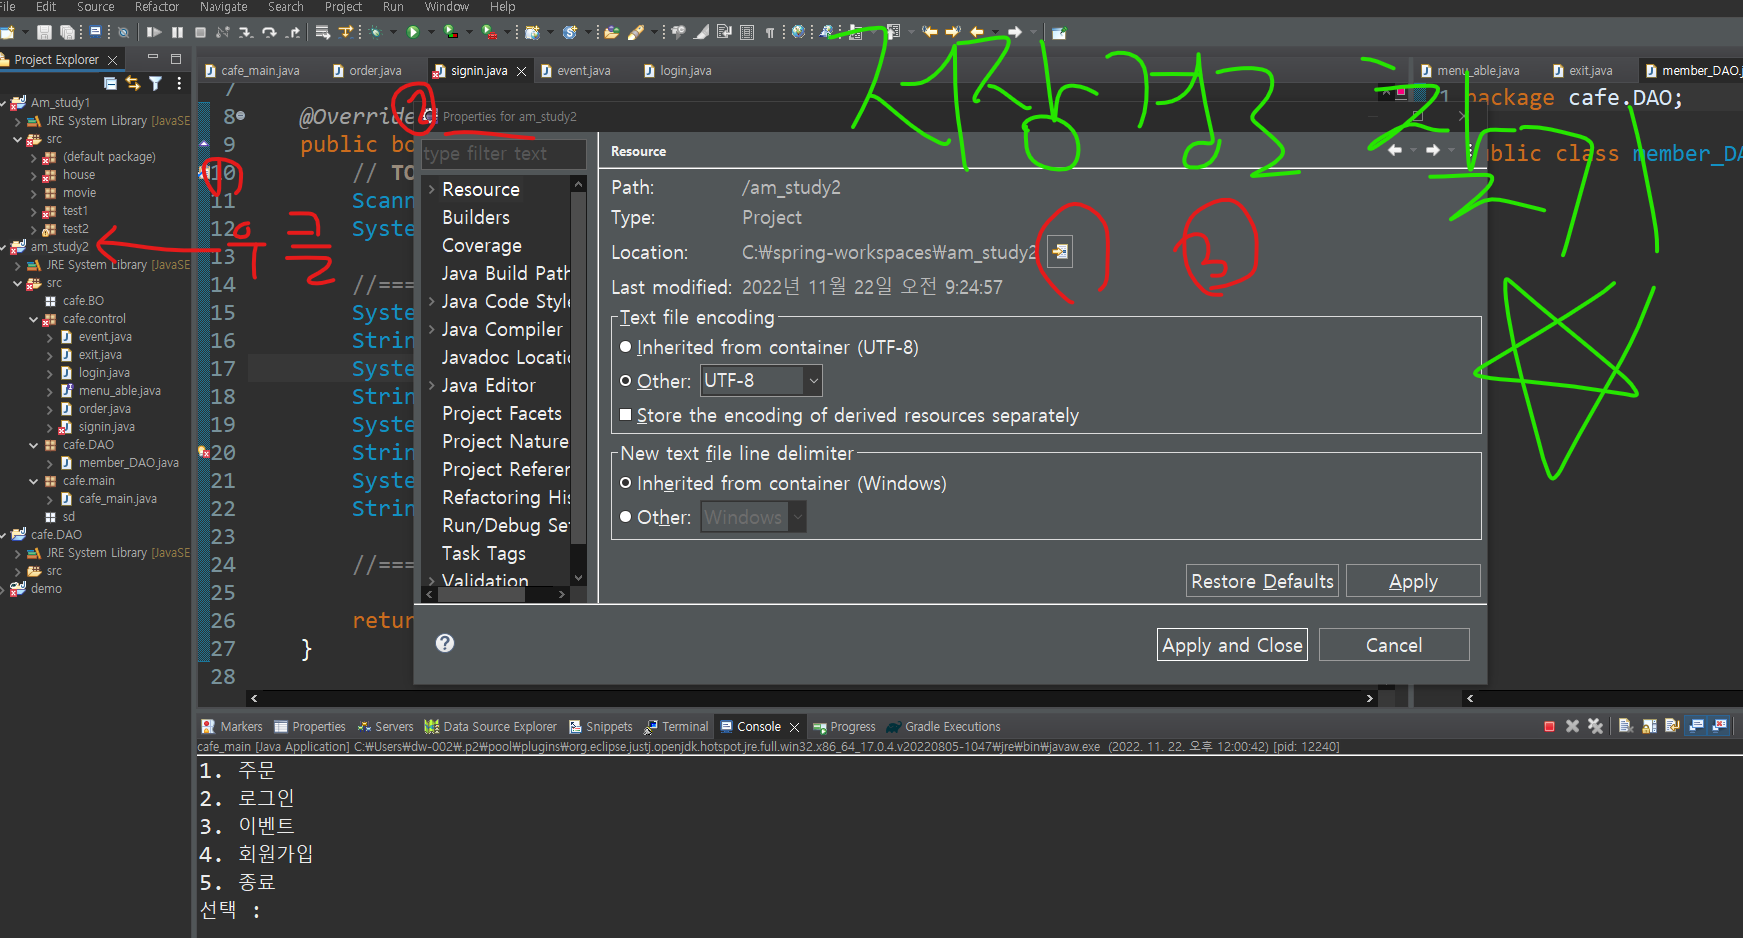 File Edit Source Refactor Navigate Search Project Run Window Help
Project Explorer
Am_study1
JRE System Library [JavaSE
src
(default package)
house
movie
test1
test2
am_study2
JRE System Library [JavaSE
src
cafe.BO
cafe.control
event.java
exit.java
login.java
menu_able.java
order.java
signin.java
cafe.DAO
member_DAO.java
cafe.main
cafe_main.java
sd
cafe.DAO
JRE System Library [JavaSE
src
demo
① 우클
②
③
저장경로 찾기
cafe_main.java order.java signin.java event.java login.java
7
8 @Override
9 public bo
10 // TO
11 Scann
12 Syste
13
14 //===
15 Syste
16 Strin
17 Syste
18 Strin
19 Syste
20 Strin
21 Syste
22 Strin
23
24 //===
25
26 retur
27 }
28
menu_able.java exit.java member_DAO.j
1 package cafe.DAO;
public class member_DA
Properties for am_study2
type filter text
Resource
Builders
Coverage
Java Build Path
Java Code Style
Java Compiler
Javadoc Locatio
Java Editor
Project Facets
Project Nature
Project Referen
Refactoring His
Run/Debug Set
Task Tags
Validation
Resource
Path: /am_study2
Type: Project
Location: C:\spring-workspaces\am_study2
Last modified: 2022년 11월 22일 오전 9:24:57
Text file encoding
Inherited from container (UTF-8)
Other: UTF-8
Store the encoding of derived resources separately
New text file line delimiter
Inherited from container (Windows)
Other: Windows
Restore Defaults Apply
Apply and Close Cancel
Markers Properties Servers Data Source Explorer Snippets Terminal Console Progress Gradle Executions
cafe_main [Java Application] C:\Users\dw-002\.p2\pool\plugins\org.eclipse.justj.openjdk.hotspot.jre.full.win32.x86_64_17.0.4.v20220805-1047\jre\bin\javaw.exe (2022. 11. 22. 오후 12:00:42) [pid: 12240]
1. 주문
2. 로그인
3. 이벤트
4. 회원가입
5. 종료
선택 :